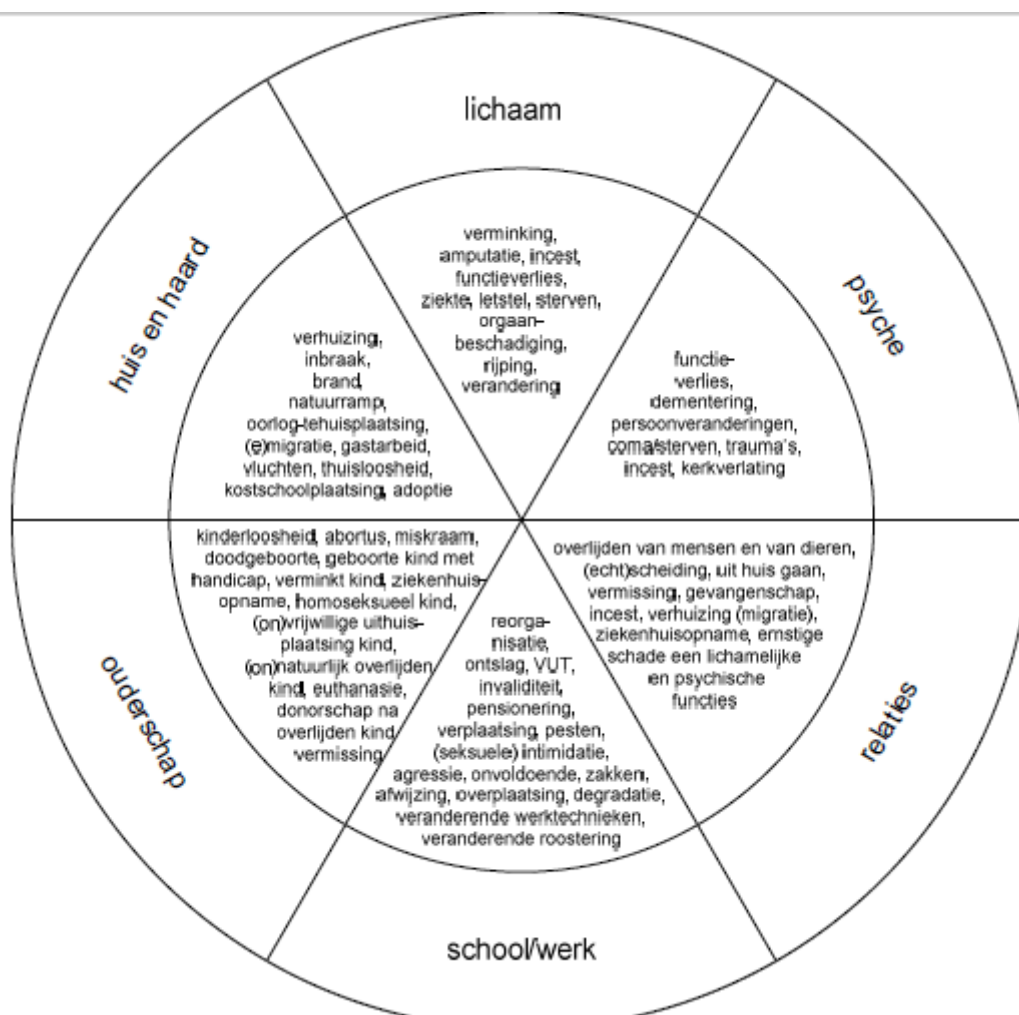 lichaam
verminking,
amputatie, incest,
functieverlies,
ziekte, letstel, sterven,
orgaan-
beschadiging,
rijping,
verandering
psyche
functie-
verlies,
dementering,
persoonveranderingen,
coma/sterven, trauma's,
incest, kerkverlating
relaties
overlijden van mensen en van dieren,
(echt)scheiding, uit huis gaan,
vermissing, gevangenschap,
incest, verhuizing (migratie),
ziekenhuisopname, ernstige
schade een lichamelijke
en psychische
functies
school/werk
reorga-
nisatie,
ontslag, VUT,
invaliditeit,
pensionering,
verplaatsing, pesten,
(seksuele) intimidatie,
agressie, onvoldoende, zakken,
afwijzing, overplaatsing, degradatie,
veranderende werktechnieken,
veranderende roostering
ouderschap
kinderloosheid, abortus, miskraam,
doodgeboorte, geboorte kind met
handicap, verminkt kind, ziekenhuis-
opname, homoseksueel kind,
(on)vrijwillige uithuis-
plaatsing kind,
(on)natuurlijk overlijden
kind, euthanasie,
donorschap na
overlijden kind,
vermissing
huis en haard
verhuizing,
inbraak,
brand,
natuurramp,
oorlog-tehuisplaatsing,
(e)migratie, gastarbeid,
vluchten, thuisloosheid,
kostschoolplaatsing, adoptie